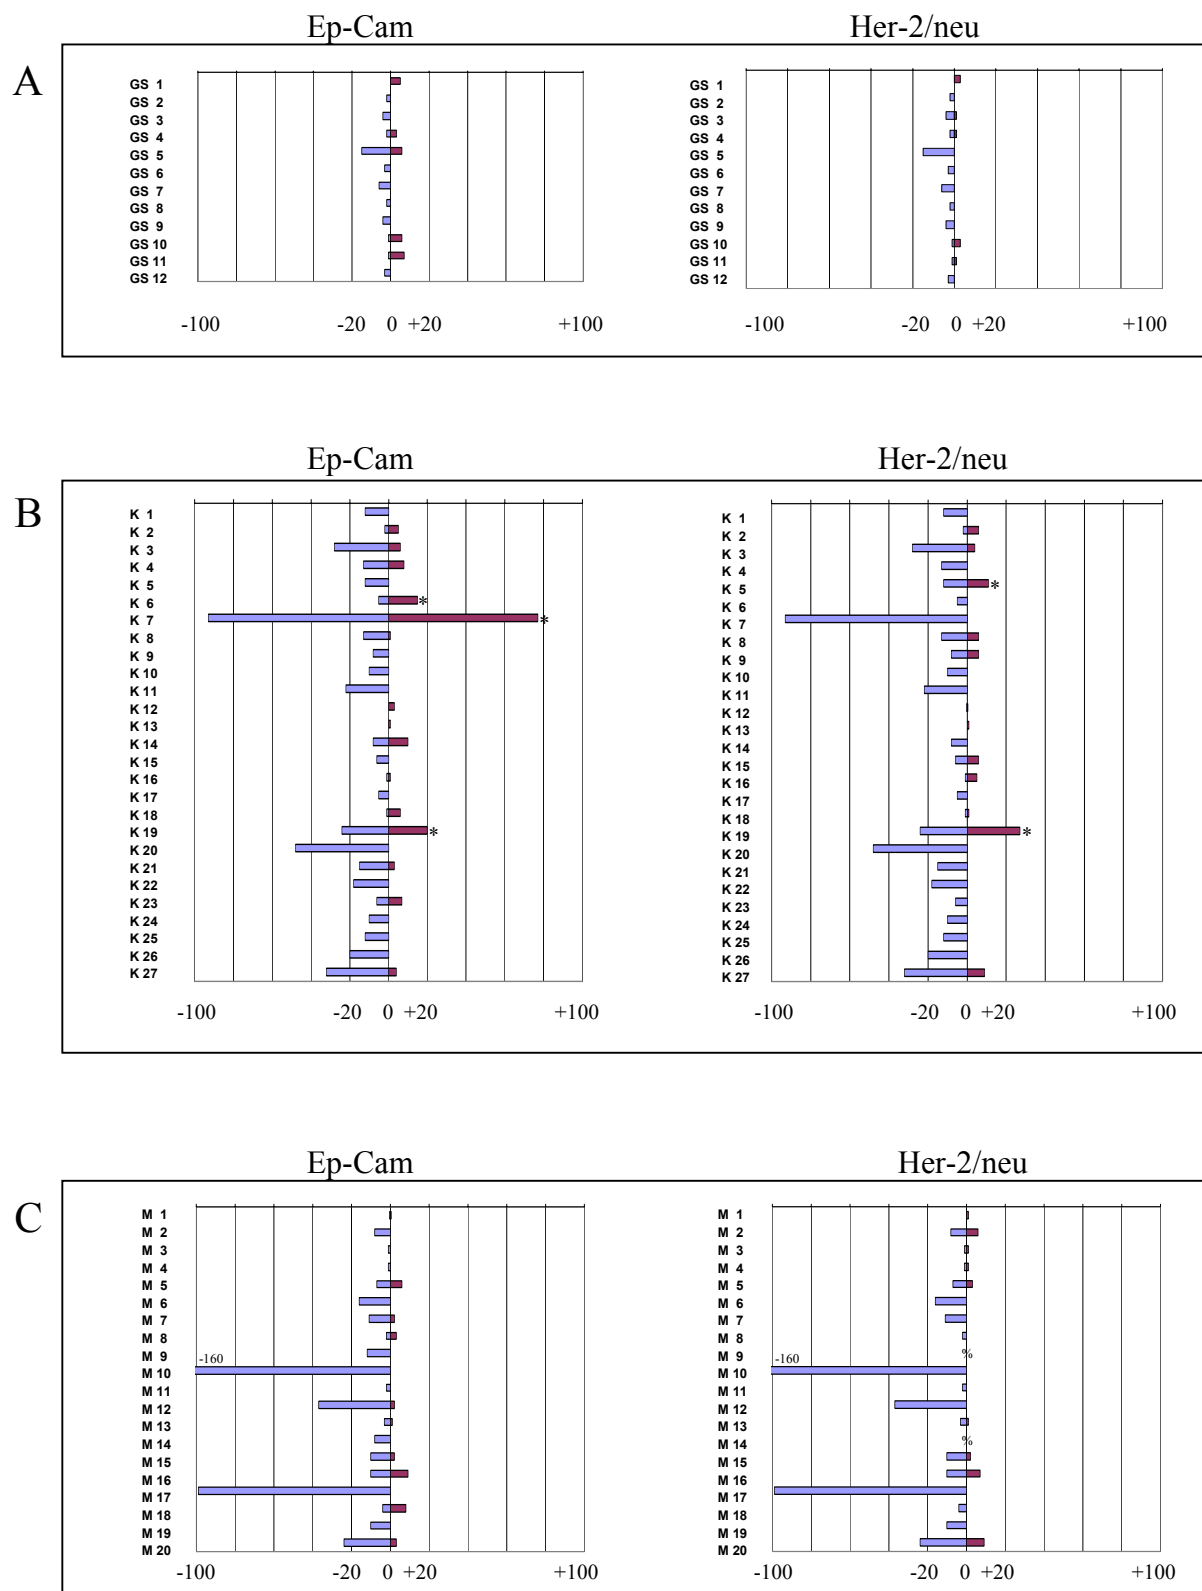 Ep-Cam Her-2/neu
A
GS 1 GS 1
GS 2 GS 2
GS 3 GS 3
GS 4 GS 4
GS 5 GS 5
GS 6 GS 6
GS 7 GS 7
GS 8 GS 8
GS 9 GS 9
GS 10 GS 10
GS 11 GS 11
GS 12 GS 12
-100 -20 0 +20 +100 -100 -20 0 +20 +100
Ep-Cam Her-2/neu
B
K 1 K 1
K 2 K 2
K 3 K 3
K 4 K 4
K 5 K 5 *
K 6 * K 6
K 7 * K 7
K 8 K 8
K 9 K 9
K 10 K 10
K 11 K 11
K 12 K 12
K 13 K 13
K 14 K 14
K 15 K 15
K 16 K 16
K 17 K 17
K 18 K 18
K 19 * K 19 *
K 20 K 20
K 21 K 21
K 22 K 22
K 23 K 23
K 24 K 24
K 25 K 25
K 26 K 26
K 27 K 27
-100 -20 0 +20 +100 -100 -20 0 +20 +100
Ep-Cam Her-2/neu
C
M 1 M 1
M 2 M 2
M 3 M 3
M 4 M 4
M 5 M 5
M 6 M 6
M 7 M 7
M 8 M 8
M 9 M 9 %
-160 -160
M 10 M 10
M 11 M 11
M 12 M 12
M 13 M 13
M 14 M 14 %
M 15 M 15
M 16 M 16
M 17 M 17
M 18 M 18
M 19 M 19
M 20 M 20
-100 -20 0 +20 +100 -100 -20 0 +20 +100